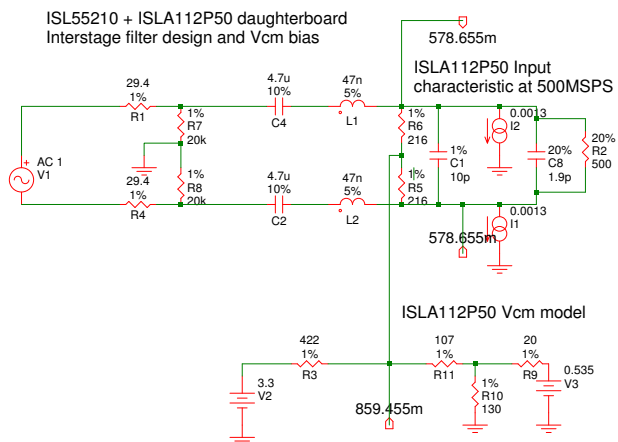 ISL55210 + ISLA112P50 daughterboard
Interstage filter design and Vcm bias
578.655m
ISLA112P50 Input
characteristic at 500MSPS
29.4
1%
R1
1%
R7
20k
4.7u
10%
C4
47n
5%
L1
1%
R6
216
1%
C1
10p
0.0013
I2
20%
C8
1.9p
20%
R2
500
AC 1
V1
29.4
1%
R4
1%
R8
20k
4.7u
10%
C2
47n
5%
L2
1%
R5
216
0.0013
I1
578.655m
ISLA112P50 Vcm model
422
1%
R3
107
1%
R11
20
1%
R9
3.3
V2
1%
R10
130
0.535
V3
859.455m